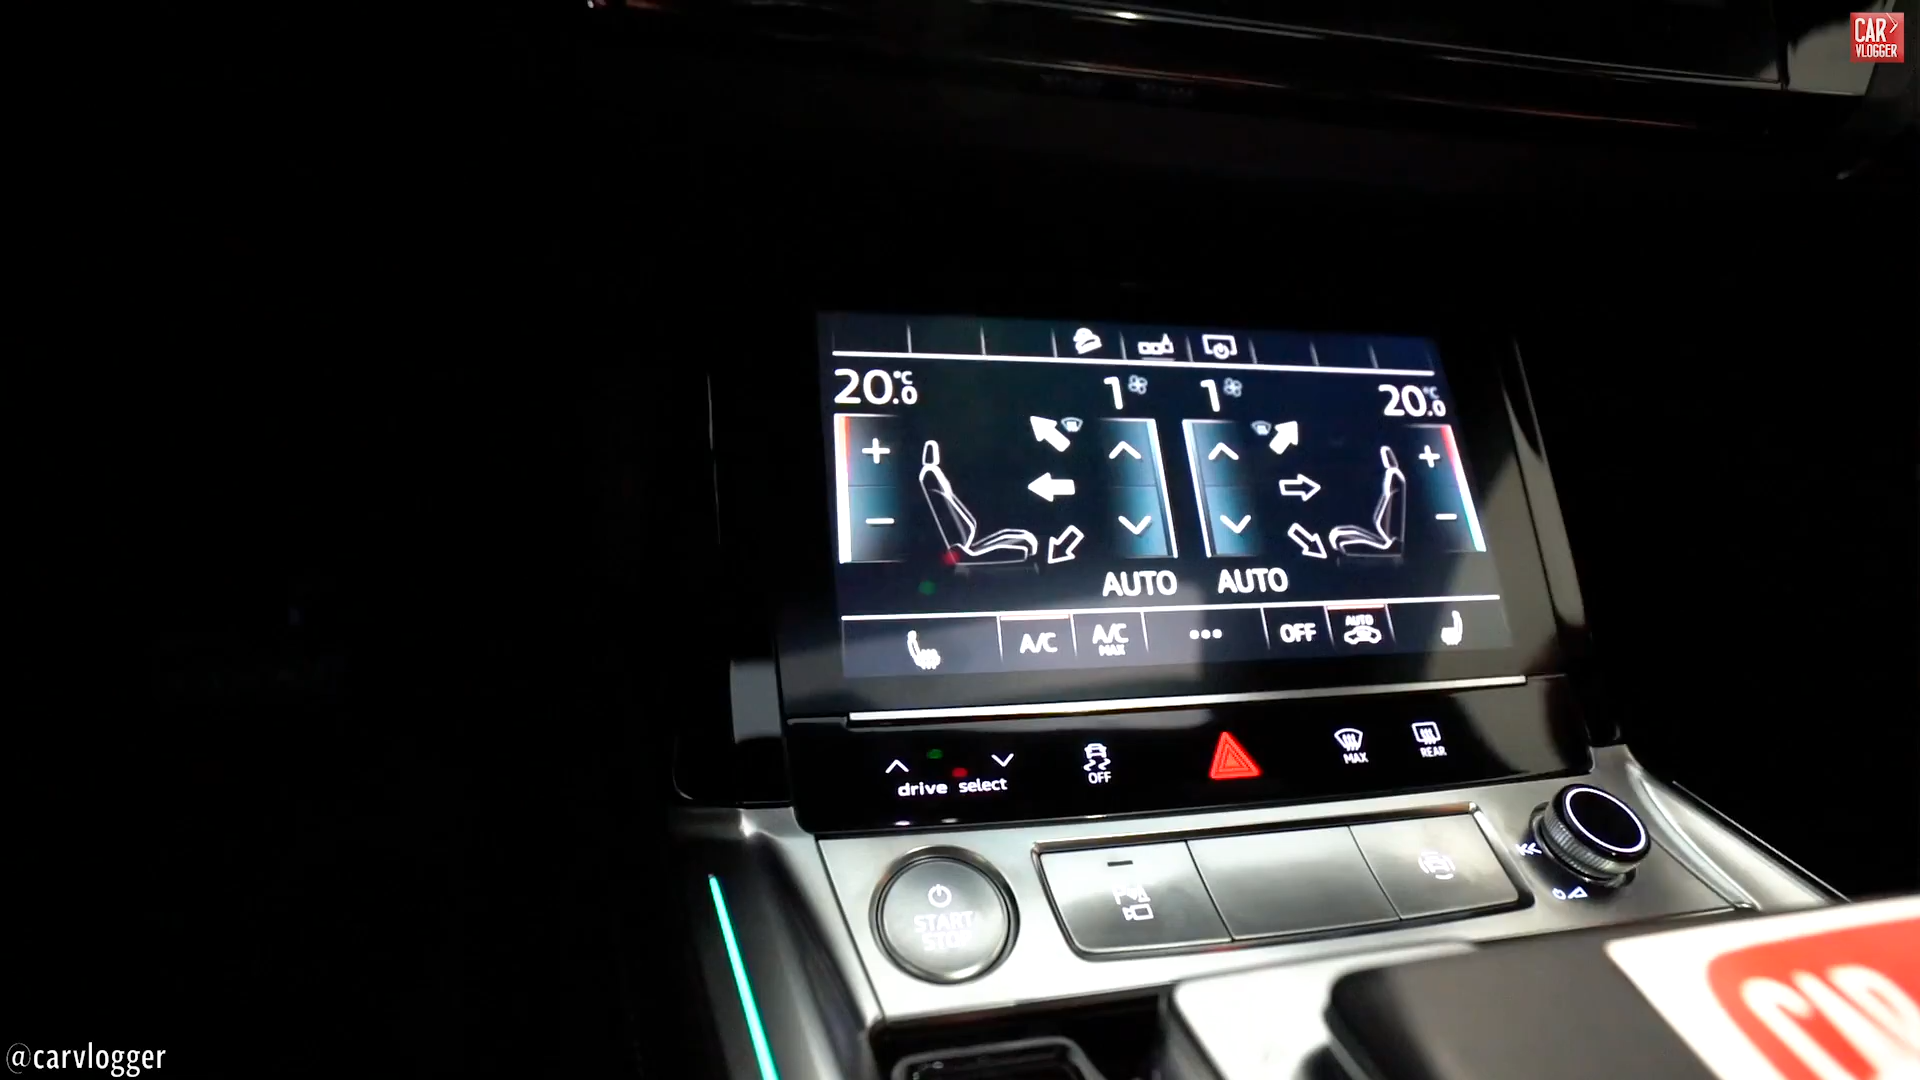 CAR
VLOGGER
20.0°C
1
1
20.0°C
AUTO
AUTO
A/C
A/C
MAX
•••
OFF
AUTO
drive select
OFF
MAX
REAR
START
STOP
CAR
@carvlogger